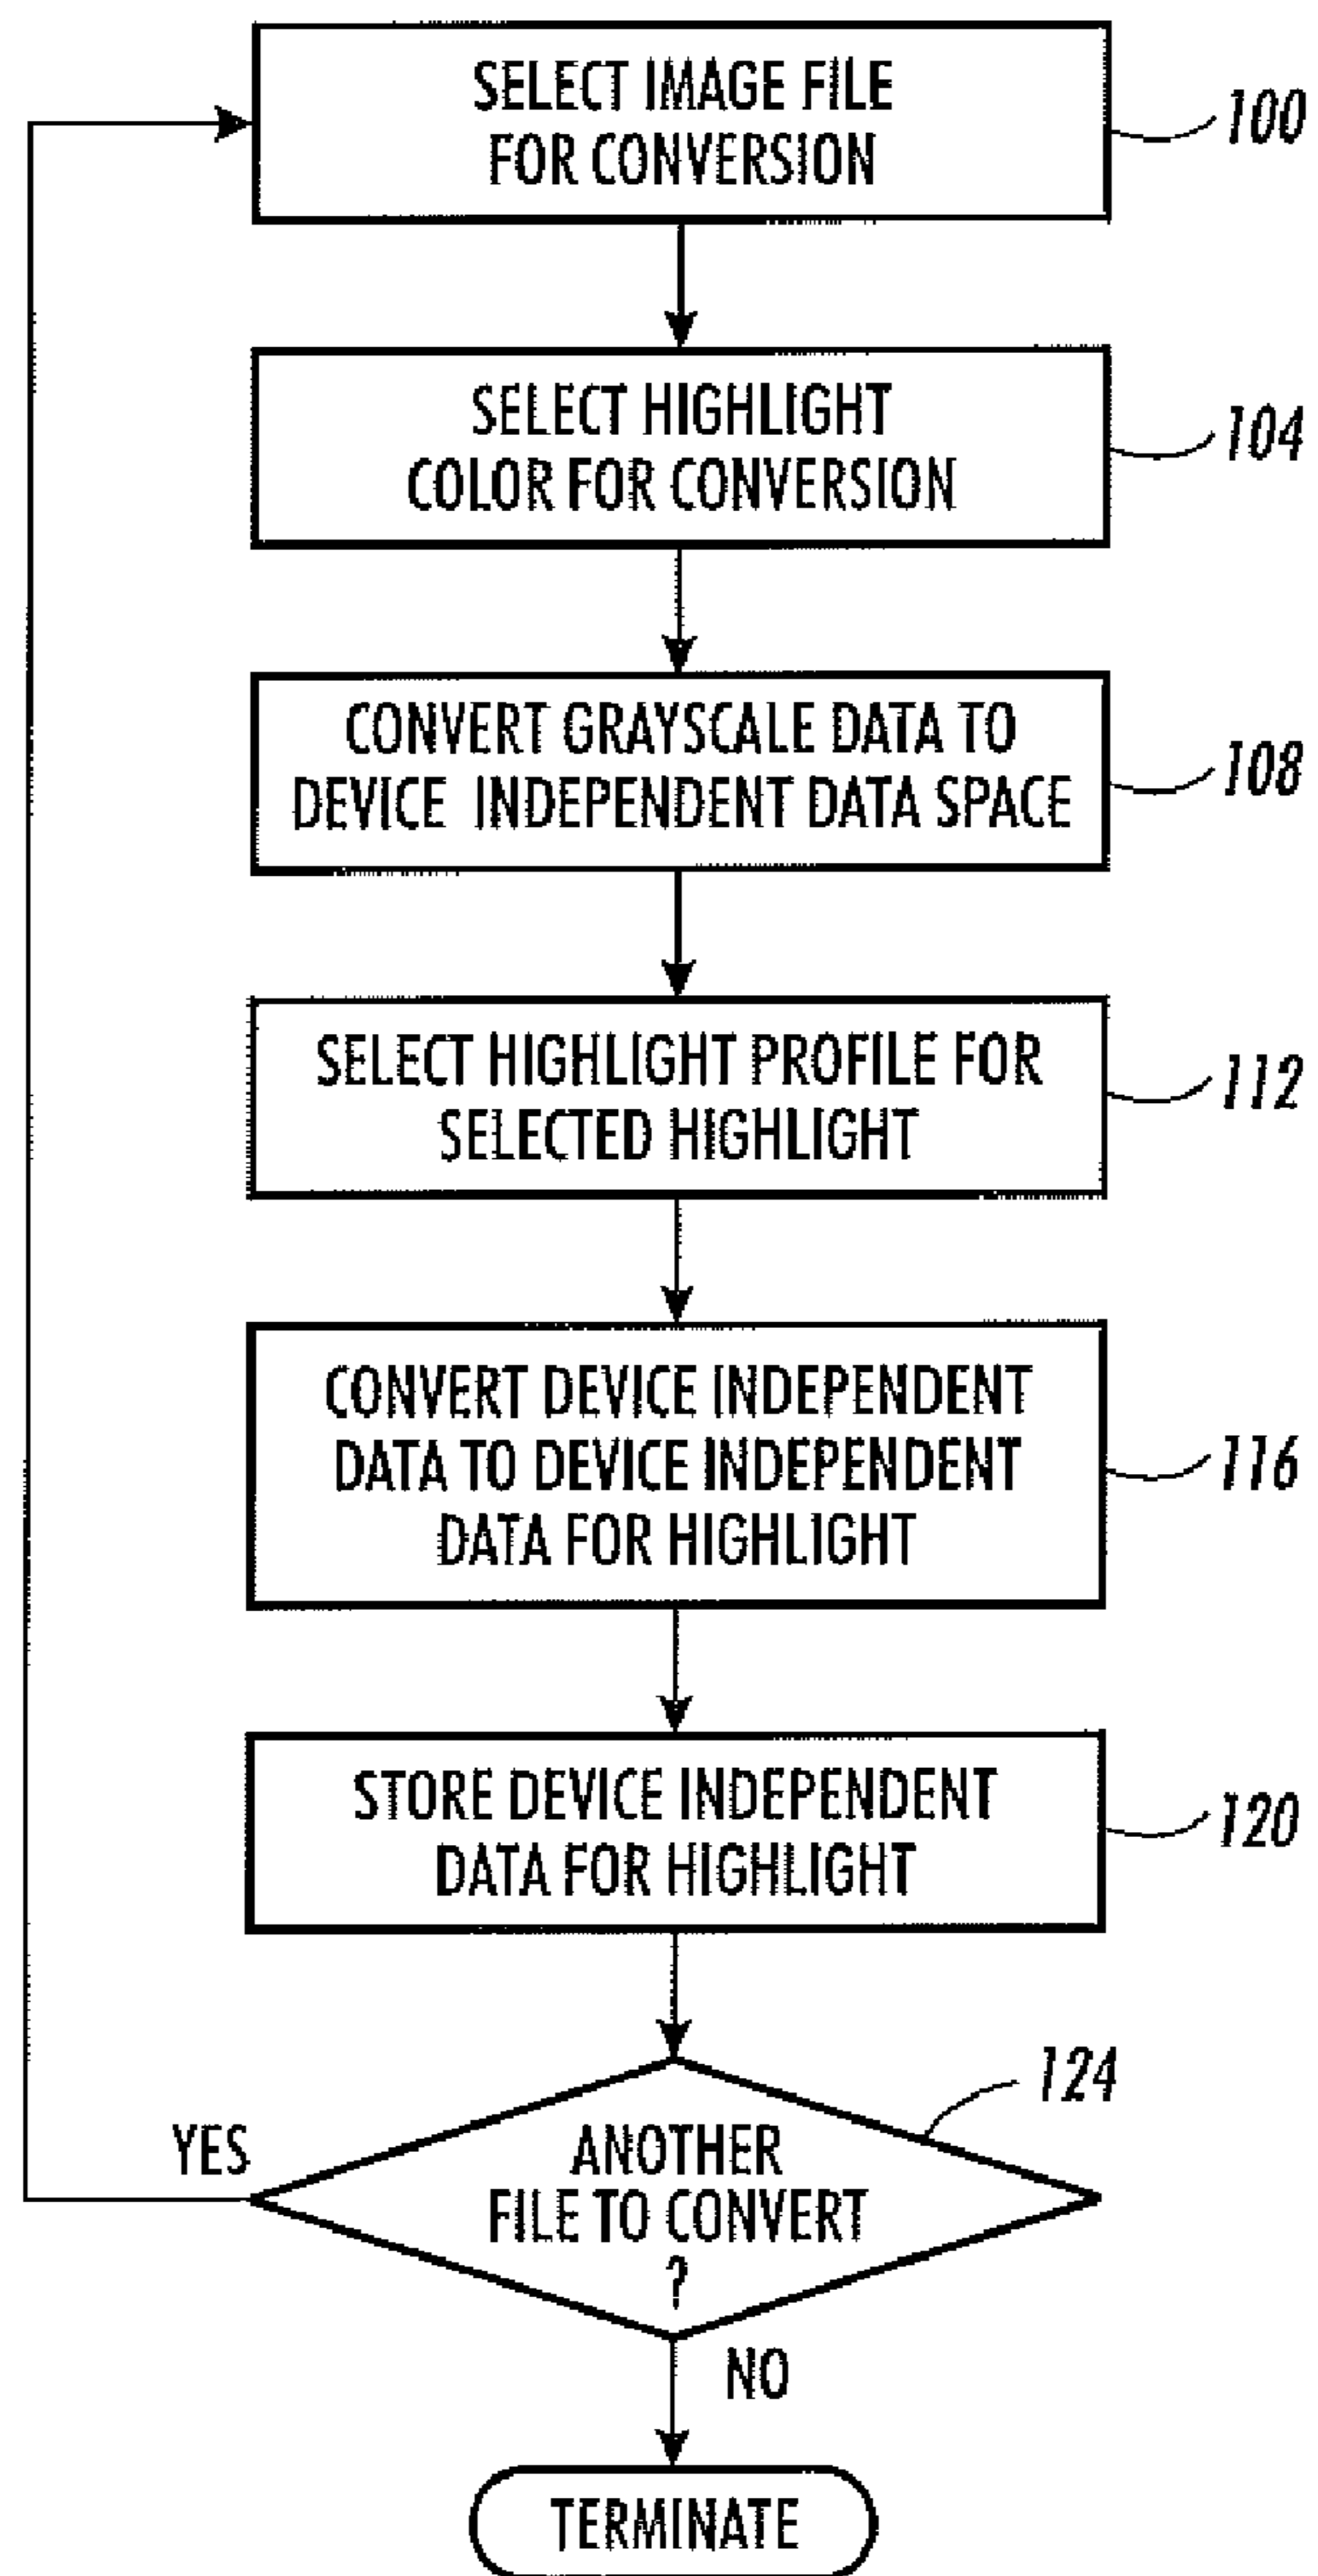 SELECT IMAGE FILE
FOR CONVERSION
100
SELECT HIGHLIGHT
COLOR FOR CONVERSION
104
CONVERT GRAYSCALE DATA TO
DEVICE INDEPENDENT DATA SPACE
108
SELECT HIGHLIGHT PROFILE FOR
SELECTED HIGHLIGHT
112
CONVERT DEVICE INDEPENDENT
DATA TO DEVICE INDEPENDENT
DATA FOR HIGHLIGHT
116
STORE DEVICE INDEPENDENT
DATA FOR HIGHLIGHT
120
124
YES
ANOTHER
FILE TO CONVERT
?
NO
TERMINATE